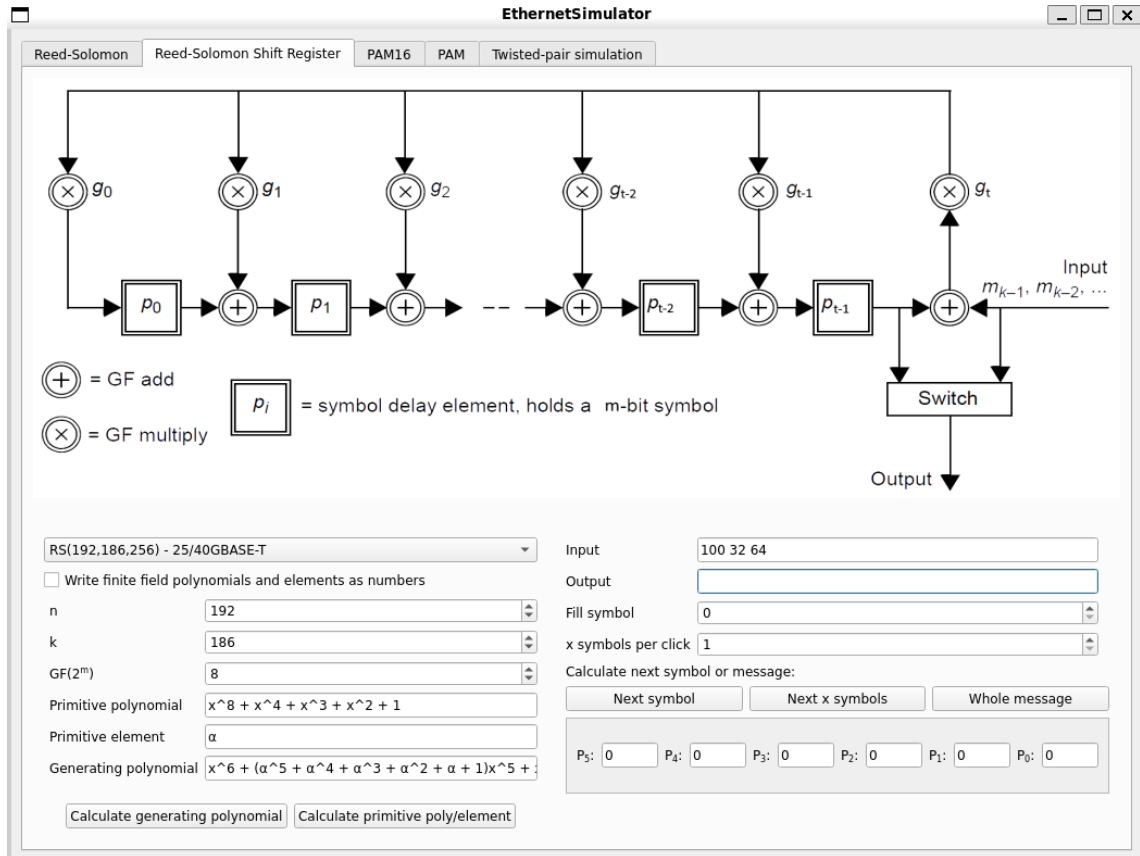 EthernetSimulator
Reed-Solomon Reed-Solomon Shift Register PAM16 PAM Twisted-pair simulation
g₀ g₁ g₂ gₜ₋₂ gₜ₋₁ gₜ
Input
p₀ p₁ -- pₜ₋₂ pₜ₋₁ mₖ₋₁, mₖ₋₂, ...
= GF add
pᵢ = symbol delay element, holds a m-bit symbol
= GF multiply
Switch
Output
RS(192,186,256) - 25/40GBASE-T
Write finite field polynomials and elements as numbers
n 192
k 186
GF(2ᵐ) 8
Primitive polynomial x^8 + x^4 + x^3 + x^2 + 1
Primitive element α
Generating polynomial x^6 + (α^5 + α^4 + α^3 + α^2 + α + 1)x^5 +
Calculate generating polynomial Calculate primitive poly/element
Input 100 32 64
Output
Fill symbol 0
x symbols per click 1
Calculate next symbol or message:
Next symbol Next x symbols Whole message
P₅: 0 P₄: 0 P₃: 0 P₂: 0 P₁: 0 P₀: 0